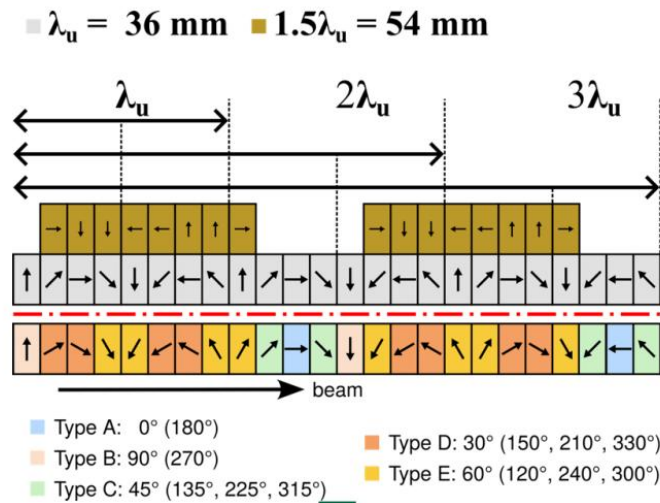 λu = 36 mm 1.5λu = 54 mm
λu 2λu 3λu
beam
Type A: 0° (180°)
Type B: 90° (270°)
Type C: 45° (135°, 225°, 315°)
Type D: 30° (150°, 210°, 330°)
Type E: 60° (120°, 240°, 300°)